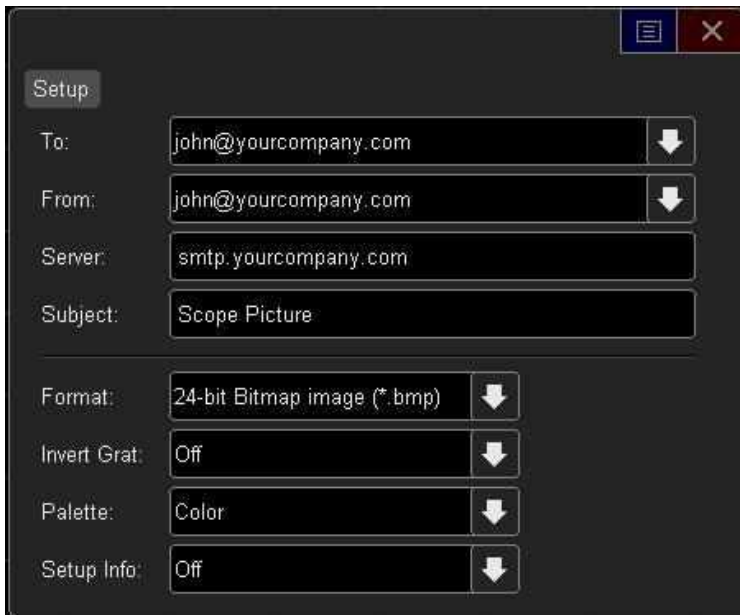 Setup
To: john@yourcompany.com
From: john@yourcompany.com
Server: smtp.yourcompany.com
Subject: Scope Picture
Format: 24-bit Bitmap image (*.bmp)
Invert Grat: Off
Palette: Color
Setup Info: Off